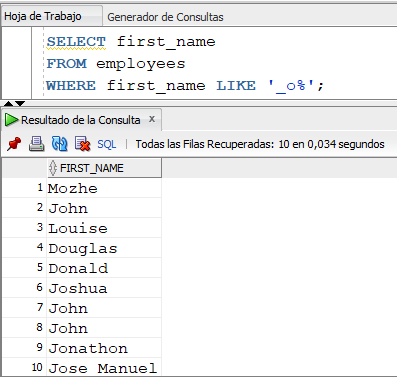 Hoja de Trabajo Generador de Consultas
SELECT first_name
FROM employees
WHERE first_name LIKE '_o%';
Resultado de la Consulta x
SQL | Todas las Filas Recuperadas: 10 en 0,034 segundos
FIRST_NAME
1 Mozhe
2 John
3 Louise
4 Douglas
5 Donald
6 Joshua
7 John
8 John
9 Jonathon
10 Jose Manuel